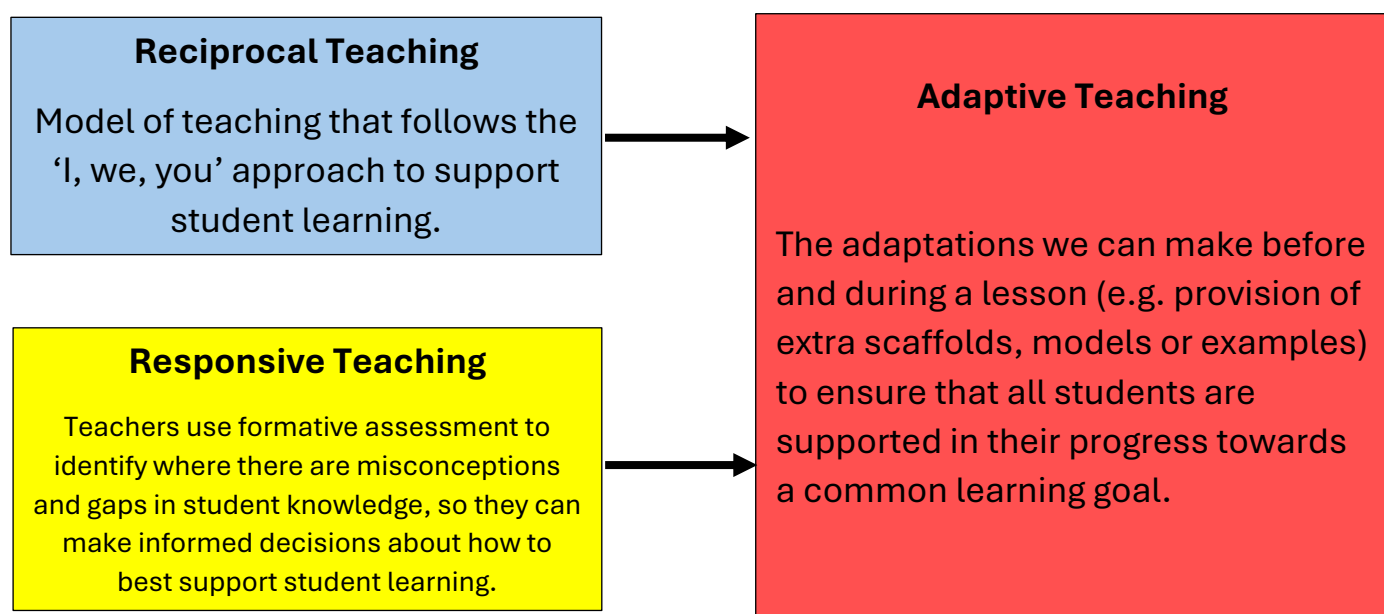 Reciprocal Teaching
Model of teaching that follows the
‘I, we, you’ approach to support
student learning.
Responsive Teaching
Teachers use formative assessment to
identify where there are misconceptions
and gaps in student knowledge, so they can
make informed decisions about how to
best support student learning.
Adaptive Teaching
The adaptations we can make before
and during a lesson (e.g. provision of
extra scaffolds, models or examples)
to ensure that all students are
supported in their progress towards
a common learning goal.